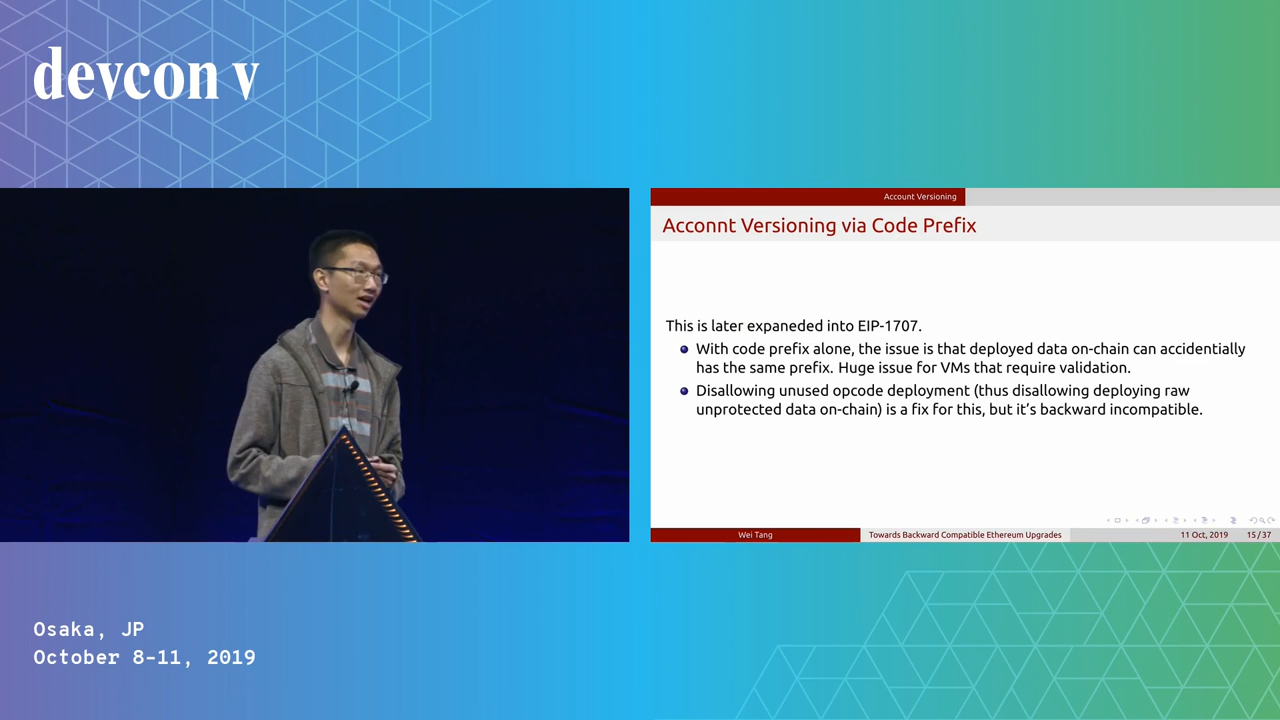 devcon v
Account Versioning
Acconnt Versioning via Code Prefix
This is later expaneded into EIP-1707.
With code prefix alone, the issue is that deployed data on-chain can accidentially
has the same prefix. Huge issue for VMs that require validation.
Disallowing unused opcode deployment (thus disallowing deploying raw
unprotected data on-chain) is a fix for this, but it's backward incompatible.
Wei Tang
Towards Backward Compatible Ethereum Upgrades
11 Oct, 2019
15/37
Osaka, JP
October 8-11, 2019